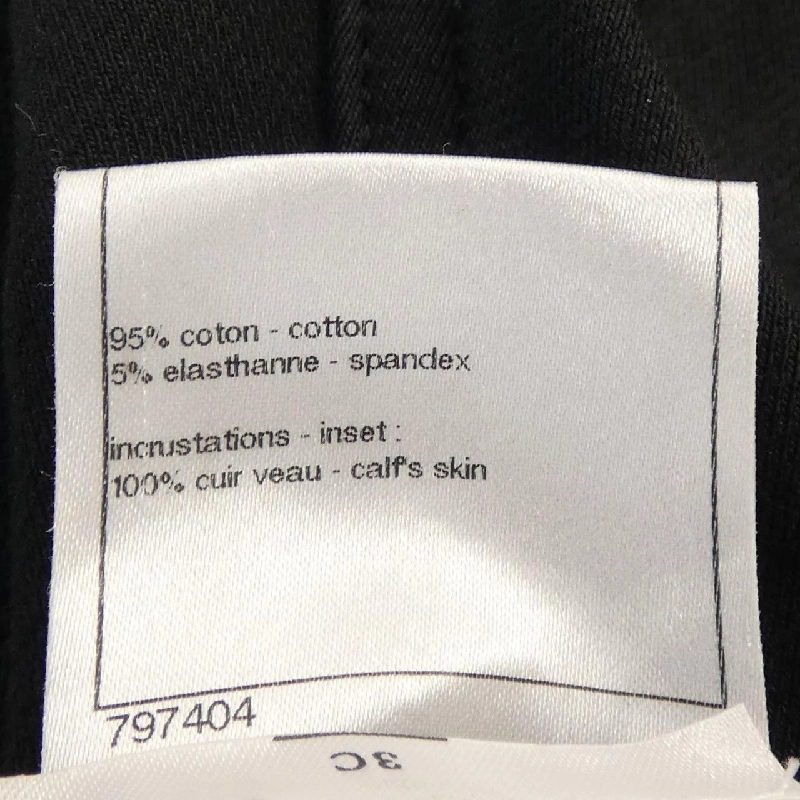 95% coton - cotton
5% elasthanne - spandex
incrustations - inset :
100% cuir veau - calf's skin
797404
3C